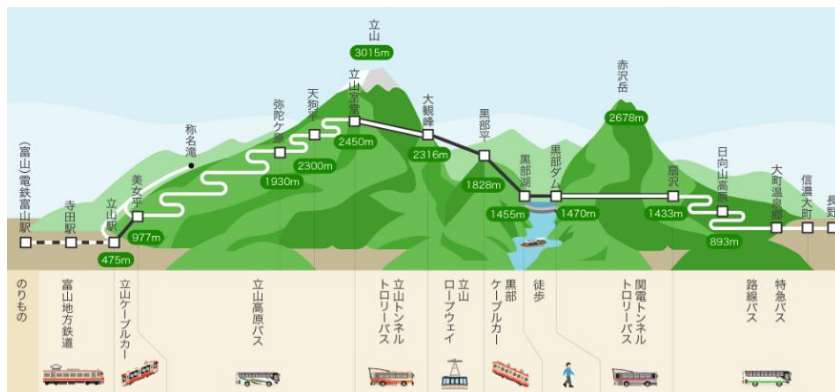 立山
3015m
赤沢岳
2678m
(富山)電鉄富山駅
寺田駅
立山駅
475m
美女平
977m
称名滝
弥陀ケ原
1930m
天狗平
2300m
立山室堂
2450m
大観峰
2316m
黒部平
1828m
黒部湖
1455m
黒部ダム
1470m
扇沢
1433m
日向山高原
893m
大町温泉郷
信濃大町
長野
のりもの
富山地方鉄道
立山ケーブルカー
立山高原バス
立山トンネル
トロリーバス
立山
ロープウェイ
黒部
ケーブルカー
徒歩
関電トンネル
トロリーバス
特急バス
路線バス